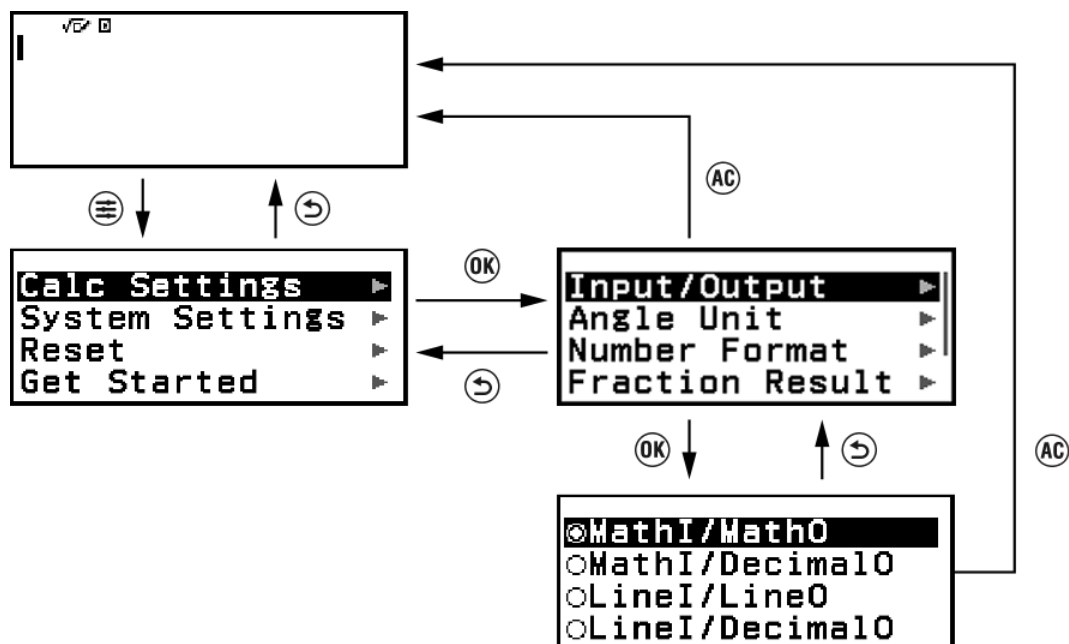 √ D
AC
Calc Settings
System Settings
Reset
Get Started
OK
Input/Output
Angle Unit
Number Format
Fraction Result
OK
AC
MathI/MathO
MathI/DecimalO
LineI/LineO
LineI/DecimalO